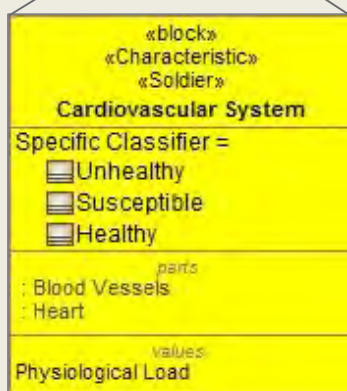 «block»
«Characteristic»
«Soldier»
Cardiovascular System
Specific Classifier =
Unhealthy
Susceptible
Healthy
parts
: Blood Vessels
: Heart
values
Physiological Load